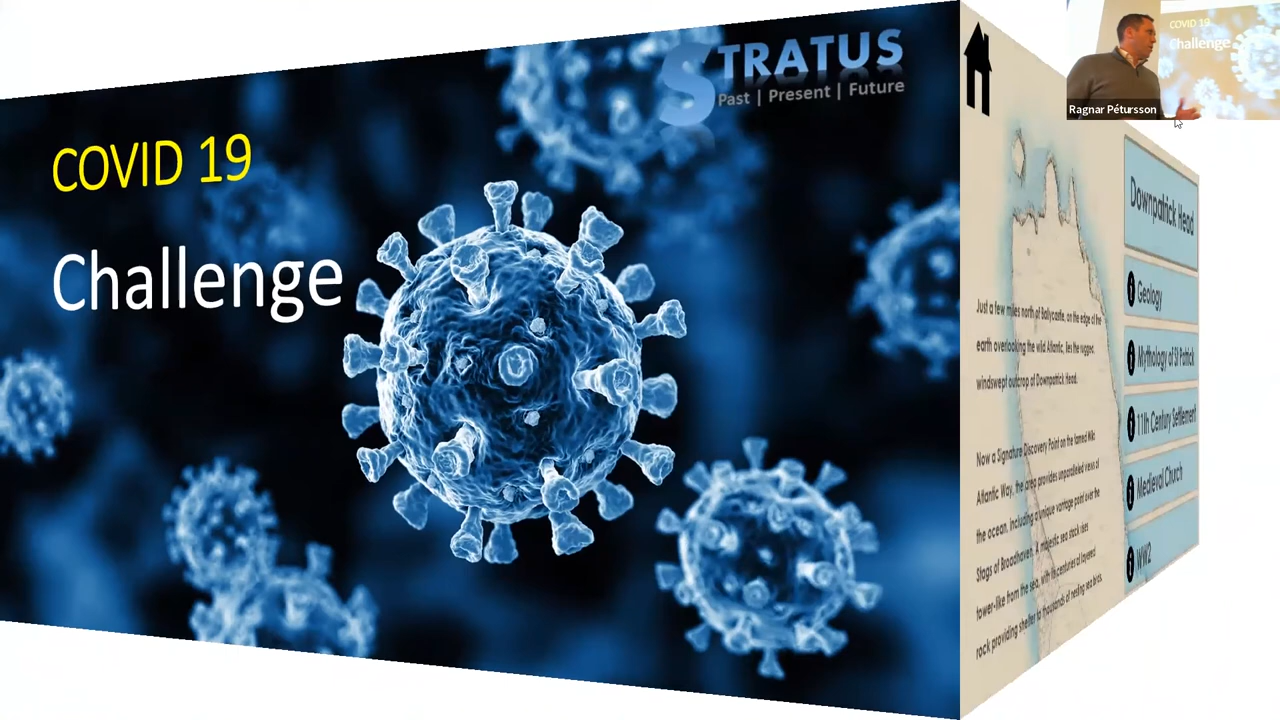 STRATUS
Past | Present | Future
COVID 19
Challenge
COVID 19
Challenge
Ragnar Pétursson
Downpatrick Head
Geology
Mythology of St Patrick
11th Century Settlement
Medieval Church
WW2
Just a few miles north of Ballycastle, on the edge of the
earth overlooking the wild Atlantic, lies the rugged,
windswept outcrop of Downpatrick Head.
Now a Signature Discovery Point on the famed Wild
Atlantic Way, the area provides unparalleled views of
the ocean, including a unique vantage point over the
Stags of Broadhaven. A majestic sea stack rises
tower-like from the sea, with its centuries of layered
rock providing shelter to thousands of nesting sea birds.